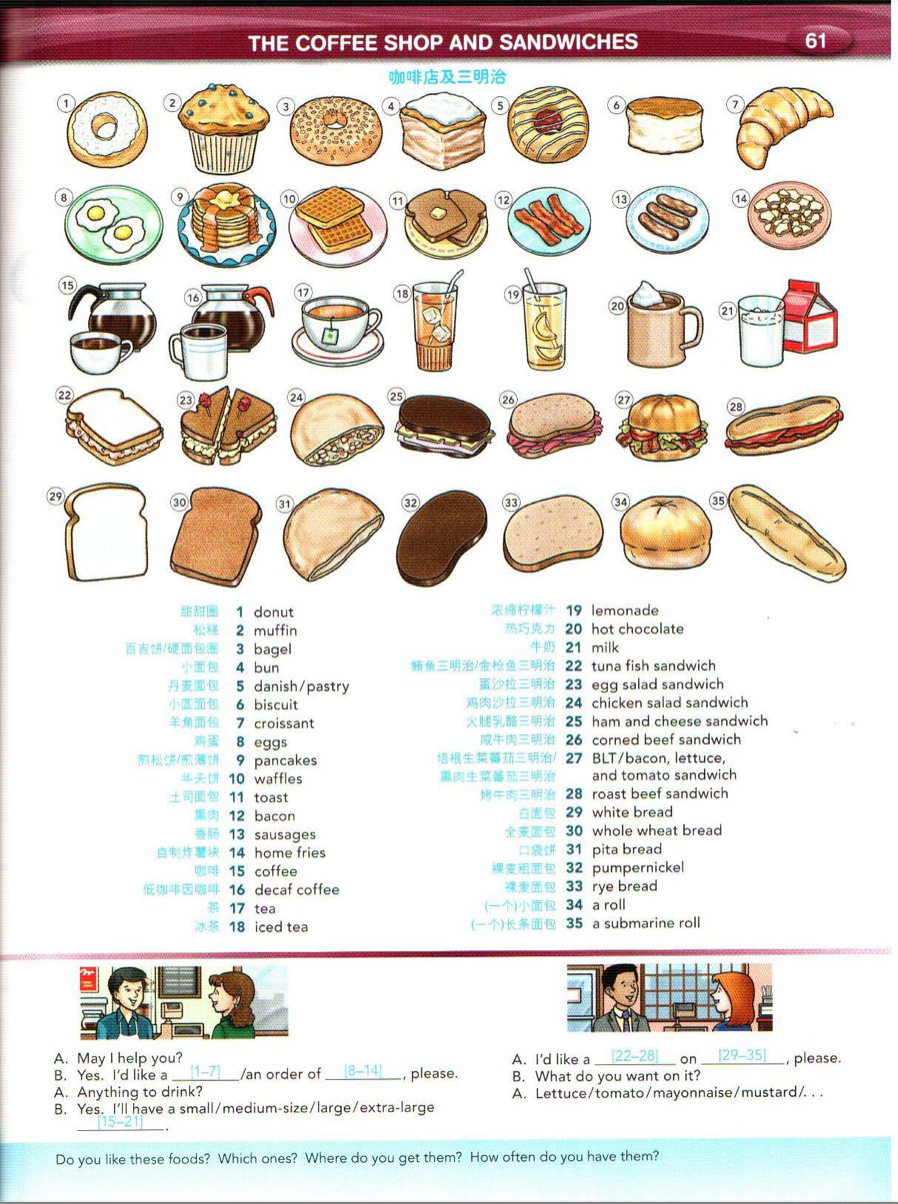 THE COFFEE SHOP AND SANDWICHES 61
咖啡店及三明治
1 2 3 4 5 6 7
8 9 10 11 12 13 14
15 16 17 18 19 20 21
22 23 24 25 26 27 28
29 30 31 32 33 34 35
甜甜圈 1 donut
松糕 2 muffin
百吉饼/硬面包圈 3 bagel
小面包 4 bun
丹麦面包 5 danish/pastry
小圆面包 6 biscuit
羊角面包 7 croissant
鸡蛋 8 eggs
煎松饼/煎薄饼 9 pancakes
华夫饼 10 waffles
土司面包 11 toast
熏肉 12 bacon
香肠 13 sausages
自制炸薯块 14 home fries
咖啡 15 coffee
低咖啡因咖啡 16 decaf coffee
茶 17 tea
冰茶 18 iced tea
浓缩柠檬汁 19 lemonade
热巧克力 20 hot chocolate
牛奶 21 milk
鲔鱼三明治/金枪鱼三明治 22 tuna fish sandwich
蛋沙拉三明治 23 egg salad sandwich
鸡肉沙拉三明治 24 chicken salad sandwich
火腿乳酪三明治 25 ham and cheese sandwich
咸牛肉三明治 26 corned beef sandwich
培根生菜蕃茄三明治/ 27 BLT/bacon, lettuce,
熏肉生菜蕃茄三明治 and tomato sandwich
烤牛肉三明治 28 roast beef sandwich
白面包 29 white bread
全麦面包 30 whole wheat bread
口袋饼 31 pita bread
裸麦粗面包 32 pumpernickel
裸麦面包 33 rye bread
(一个)小面包 34 a roll
(一个)长条面包 35 a submarine roll
A. May I help you?
B. Yes. I'd like a [1–7] /an order of [8–14] , please.
A. Anything to drink?
B. Yes. I'll have a small/medium-size/large/extra-large
[15–21] .
A. I'd like a [22–28] on [29–35] , please.
B. What do you want on it?
A. Lettuce/tomato/mayonnaise/mustard/. . .
Do you like these foods? Which ones? Where do you get them? How often do you have them?